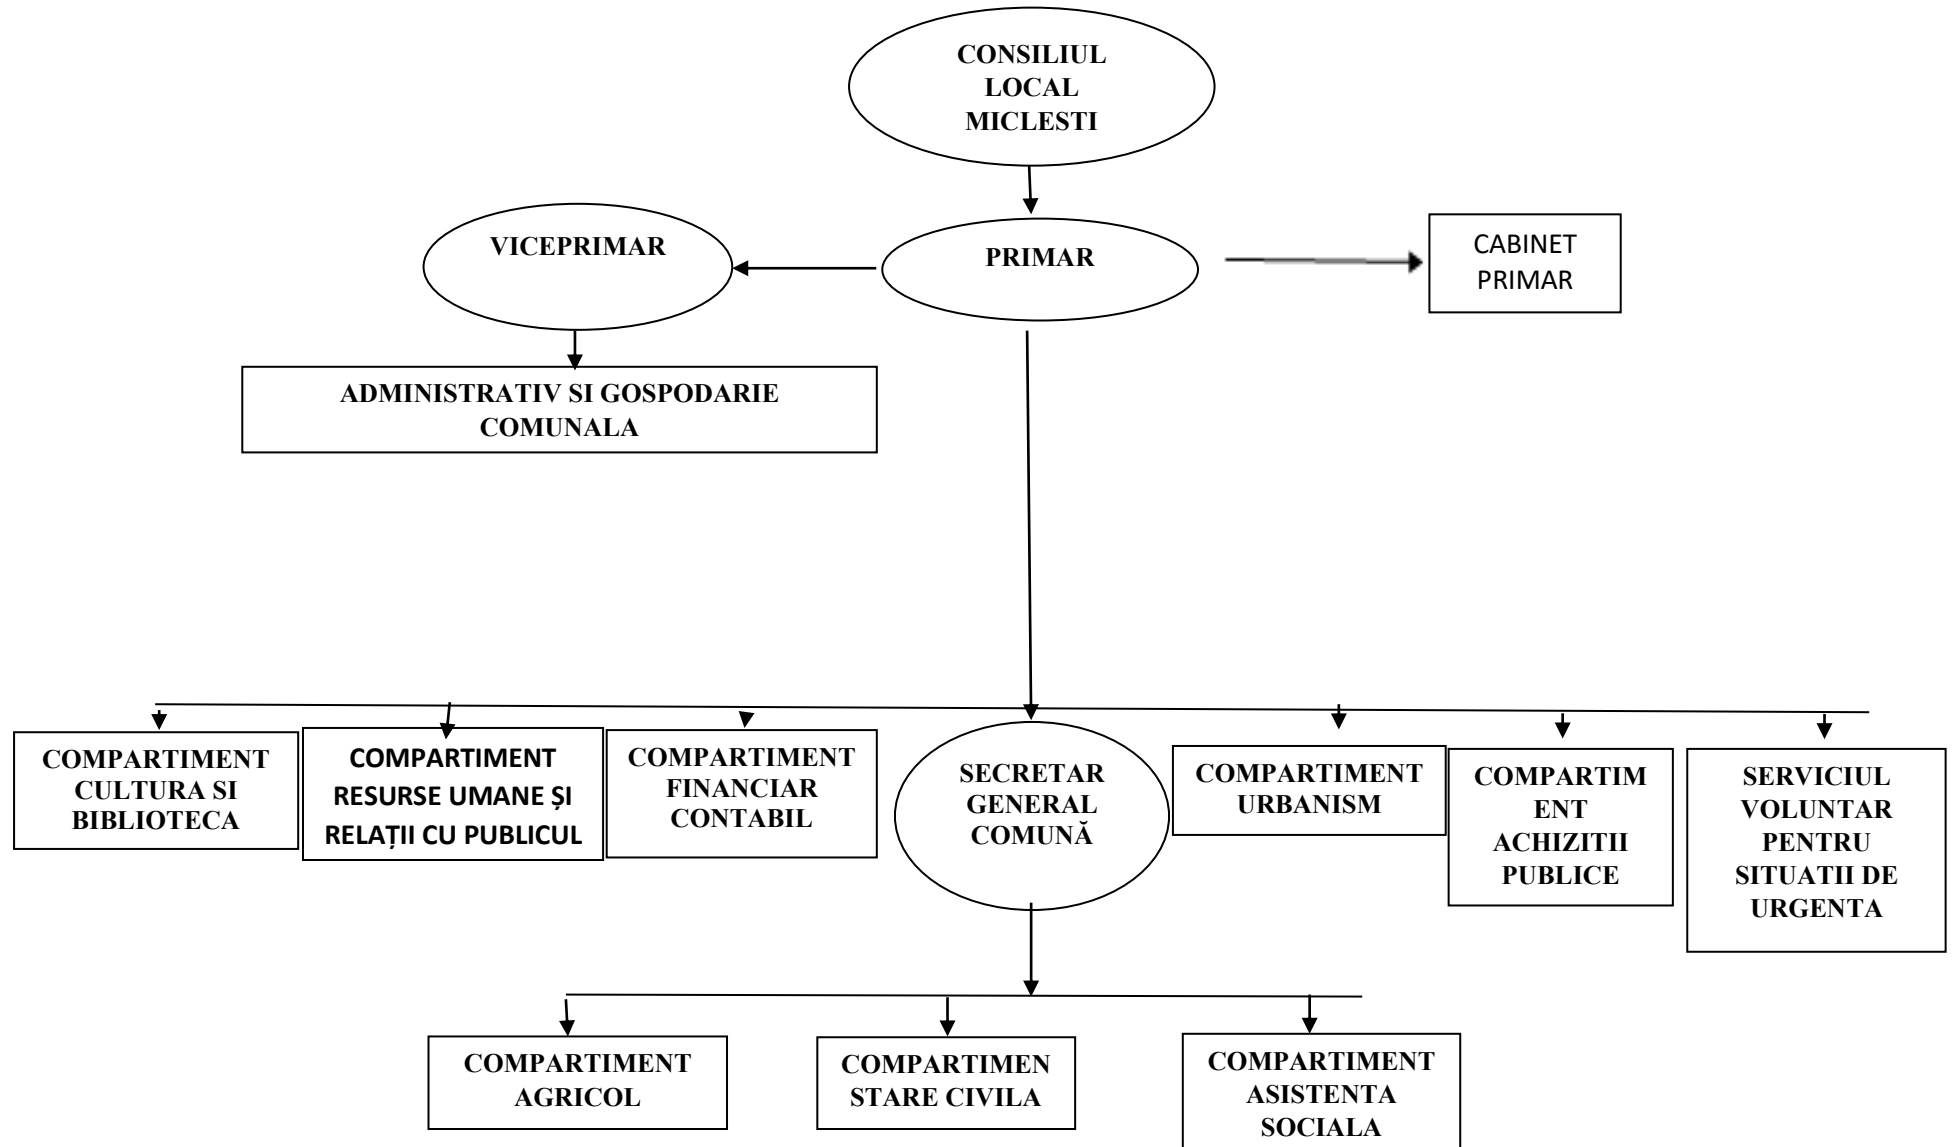 CONSILIUL
LOCAL
MICLESTI
VICEPRIMAR
PRIMAR
CABINET
PRIMAR
ADMINISTRATIV SI GOSPODARIE
COMUNALA
COMPARTIMENT
CULTURA SI
BIBLIOTECA
COMPARTIMENT
RESURSE UMANE ȘI
RELAȚII CU PUBLICUL
COMPARTIMENT
FINANCIAR
CONTABIL
SECRETAR
GENERAL
COMUNĂ
COMPARTIMENT
URBANISM
COMPARTIM
ENT
ACHIZITII
PUBLICE
SERVICIUL
VOLUNTAR
PENTRU
SITUATII DE
URGENTA
COMPARTIMENT
AGRICOL
COMPARTIMEN
STARE CIVILA
COMPARTIMENT
ASISTENTA
SOCIALA